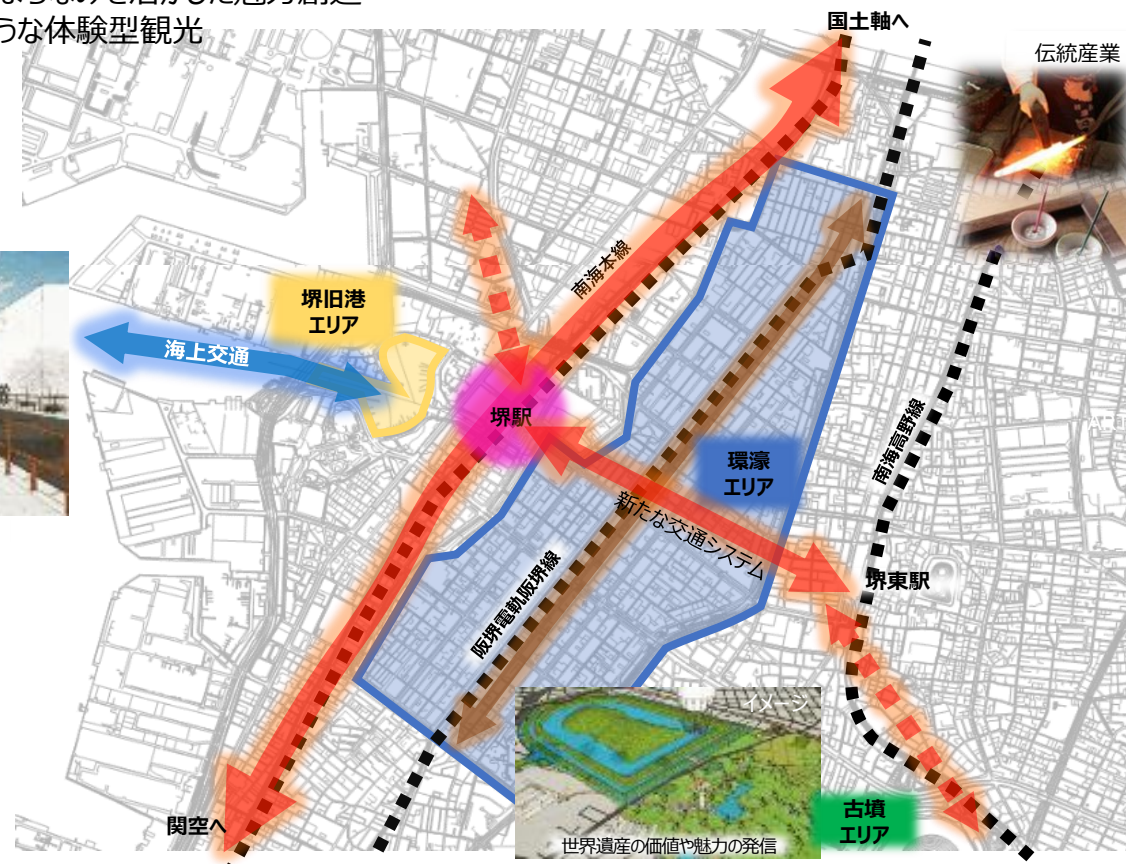 うな体験型観光
国土軸へ
伝統産業
南海本線
堺旧港
エリア
海上交通
堺駅
環濠
エリア
南海高野線
新たな交通システム
堺東駅
阪堺電軌阪堺線
イメージ
古墳
エリア
関空へ
世界遺産の価値や魅力の発信